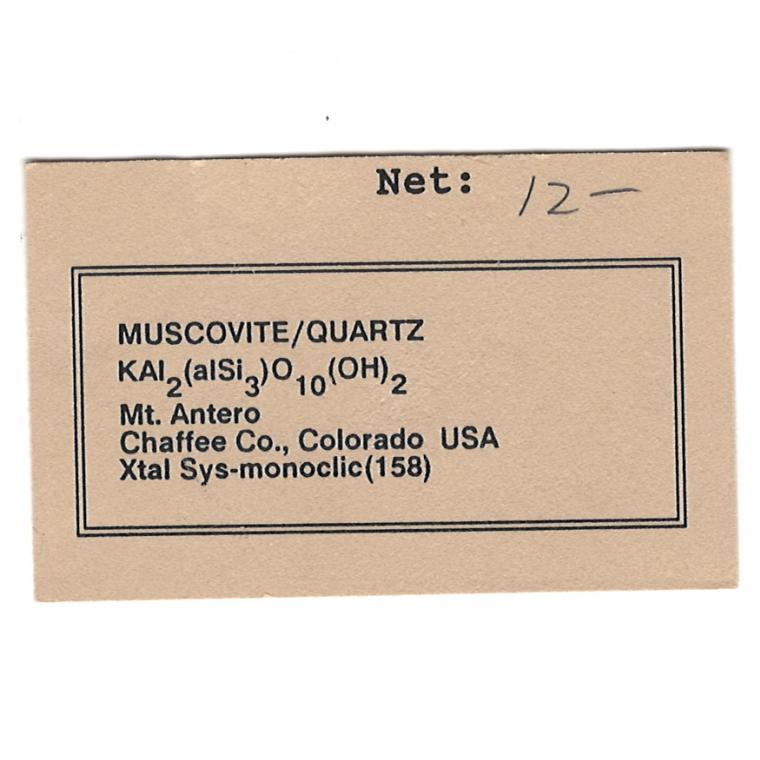 Net: 12-
MUSCOVITE/QUARTZ
KAl₂(alSi₃)O₁₀(OH)₂
Mt. Antero
Chaffee Co., Colorado USA
Xtal Sys-monoclic(158)